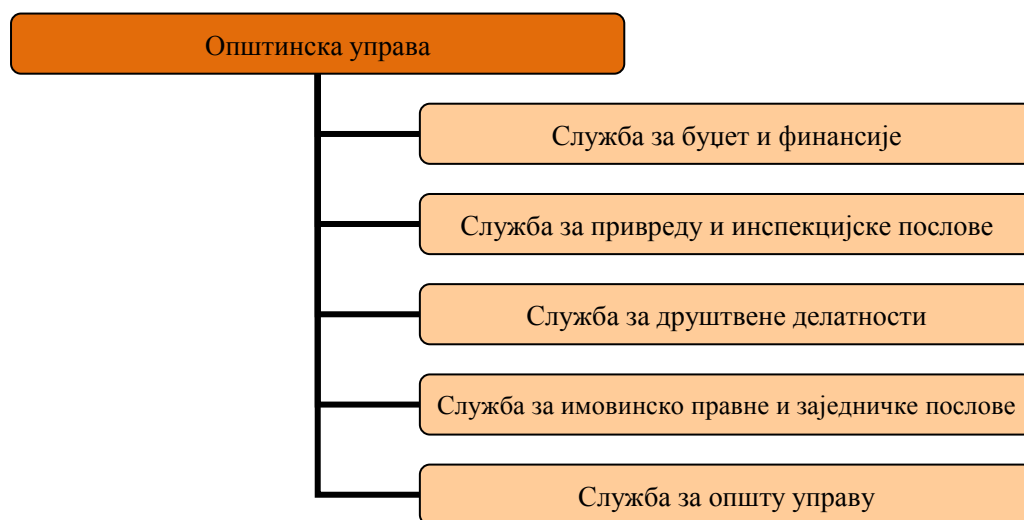 Општинска управа
Служба за буџет и финансије
Служба за привреду и инспекцијске послове
Служба за друштвене делатности
Служба за имовинско правне и заједничке послове
Служба за општу управу